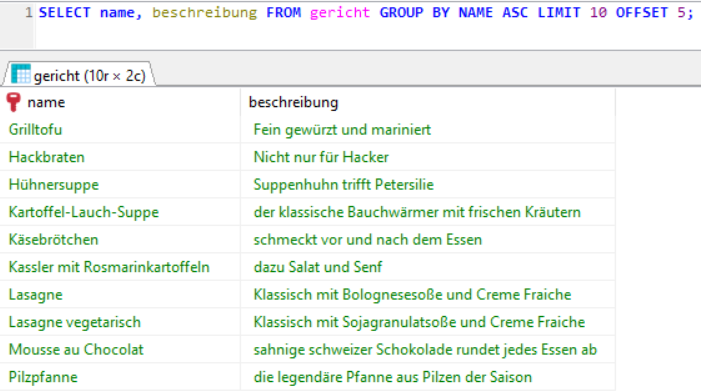 1 SELECT name, beschreibung FROM gericht GROUP BY NAME ASC LIMIT 10 OFFSET 5;
gericht (10r × 2c)
name beschreibung
Grilltofu Fein gewürzt und mariniert
Hackbraten Nicht nur für Hacker
Hühnersuppe Suppenhuhn trifft Petersilie
Kartoffel-Lauch-Suppe der klassische Bauchwärmer mit frischen Kräutern
Käsebrötchen schmeckt vor und nach dem Essen
Kassler mit Rosmarinkartoffeln dazu Salat und Senf
Lasagne Klassisch mit Bolognesesoße und Creme Fraiche
Lasagne vegetarisch Klassisch mit Sojagranulatsoße und Creme Fraiche
Mousse au Chocolat sahnige schweizer Schokolade rundet jedes Essen ab
Pilzpfanne die legendäre Pfanne aus Pilzen der Saison